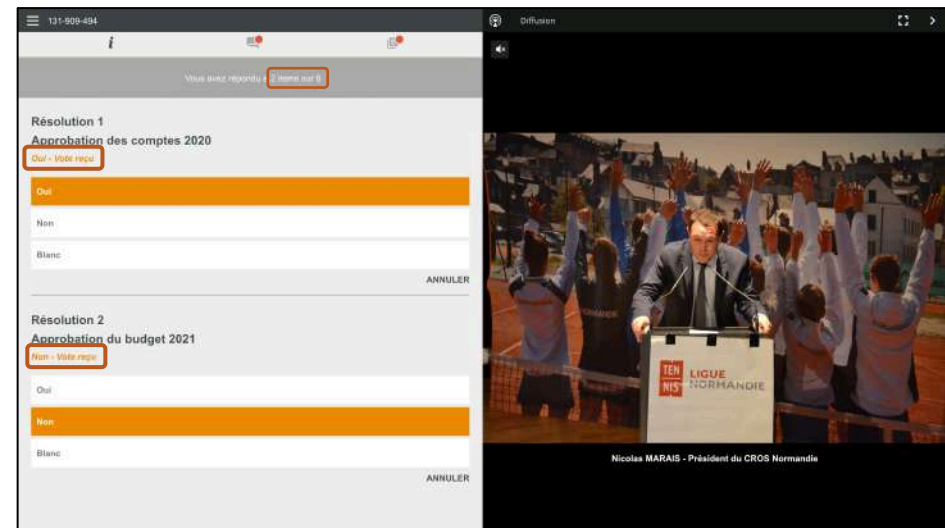 131-909-494
Diffusion
i
Vous avez répondu à 2 items sur 6
Résolution 1
Approbation des comptes 2020
Oui - Vote reçu
Oui
Non
Blanc
ANNULER
Résolution 2
Approbation du budget 2021
Non - Vote reçu
Oui
Non
Blanc
ANNULER
TEN
NIS
LIGUE
NORMANDIE
Nicolas MARAIS - Président du CROS Normandie